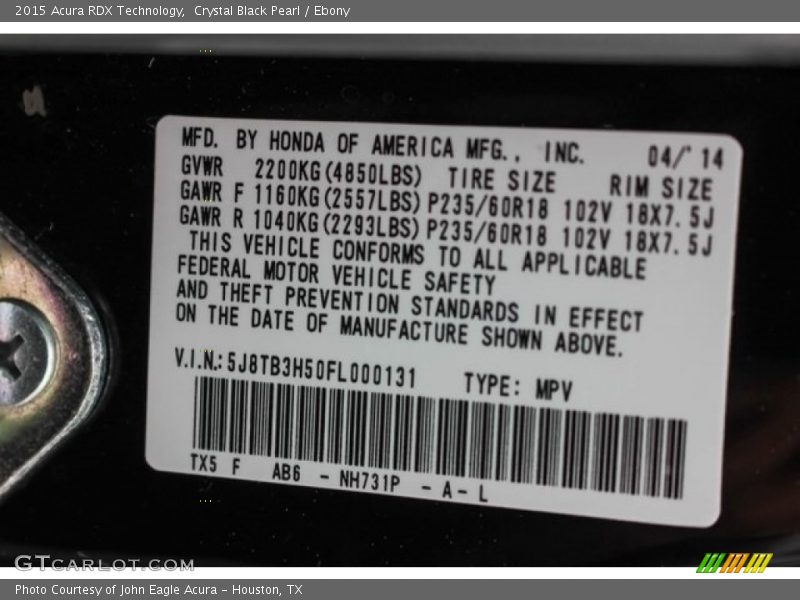 2015 Acura RDX Technology,  Crystal Black Pearl / Ebony
MFD. BY HONDA OF AMERICA MFG., INC. 04/'14
GVWR 2200KG(4850LBS) TIRE SIZE RIM SIZE
GAWR F 1160KG(2557LBS) P235/60R18 102V 18X7.5J
GAWR R 1040KG(2293LBS) P235/60R18 102V 18X7.5J
THIS VEHICLE CONFORMS TO ALL APPLICABLE
FEDERAL MOTOR VEHICLE SAFETY
AND THEFT PREVENTION STANDARDS IN EFFECT
ON THE DATE OF MANUFACTURE SHOWN ABOVE.
V.I.N.: 5J8TB3H50FL000131 TYPE: MPV
TX5 F AB6 - NH731P - A - L
GTCARLOT.COM
Photo Courtesy of John Eagle Acura - Houston, TX